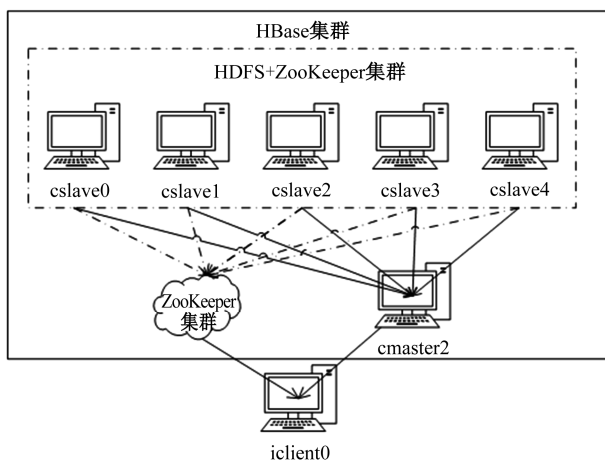 HBase集群
HDFS+ZooKeeper集群
cslave0 cslave1 cslave2 cslave3 cslave4
ZooKeeper
集群
cmaster2
iclient0